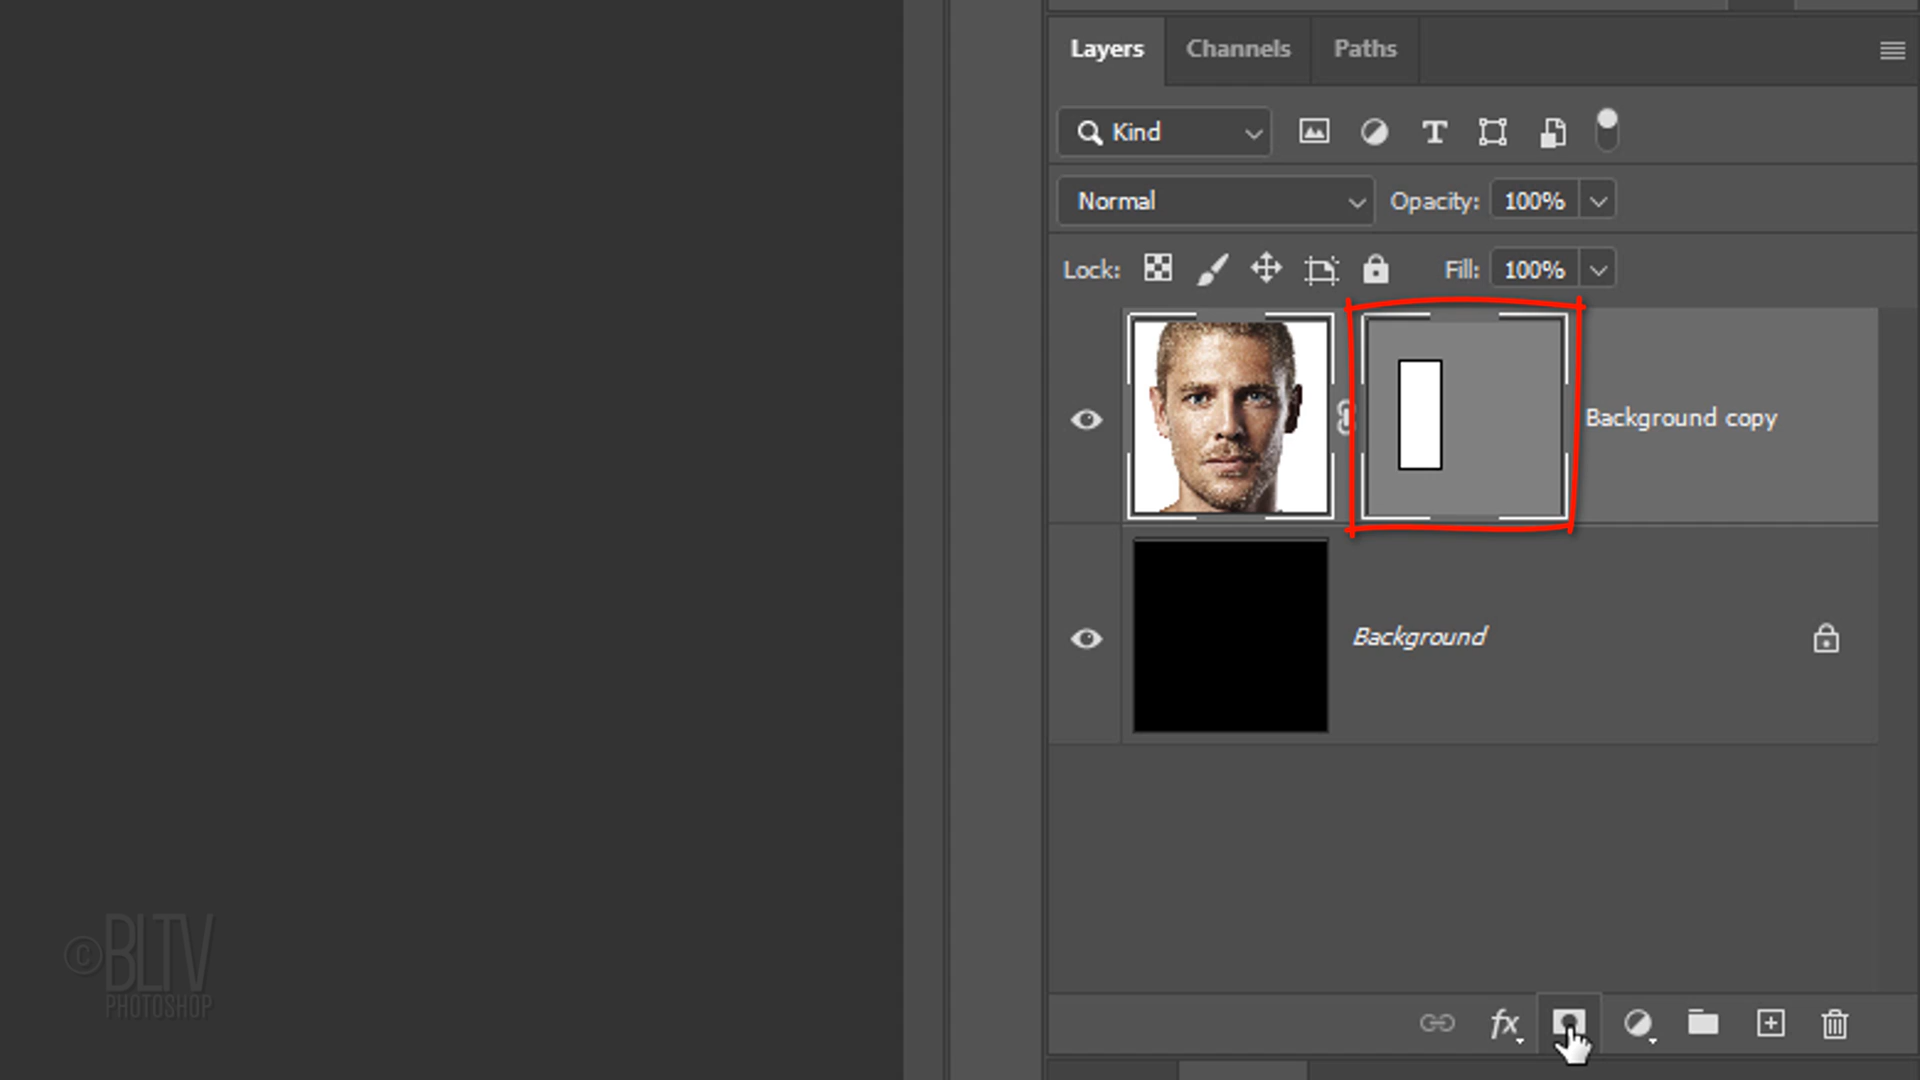 Layers Channels Paths
Kind
Normal Opacity: 100%
Lock: Fill: 100%
Background copy
Background
fx
©BLTV
PHOTOSHOP